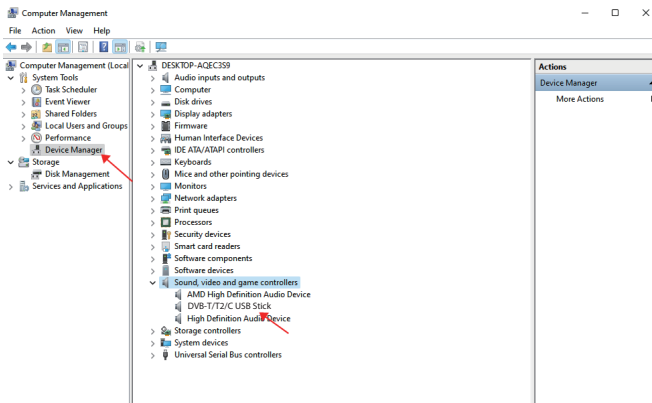 Computer Management
File Action View Help
Computer Management (Local
System Tools
Task Scheduler
Event Viewer
Shared Folders
Local Users and Groups
Performance
Device Manager
Storage
Disk Management
Services and Applications
DESKTOP-AQEC3S9
Audio inputs and outputs
Computer
Disk drives
Display adapters
Firmware
Human Interface Devices
IDE ATA/ATAPI controllers
Keyboards
Mice and other pointing devices
Monitors
Network adapters
Print queues
Processors
Security devices
Smart card readers
Software components
Software devices
Sound, video and game controllers
AMD High Definition Audio Device
DVB-T/T2/C USB Stick
High Definition Audio Device
Storage controllers
System devices
Universal Serial Bus controllers
Actions
Device Manager
More Actions